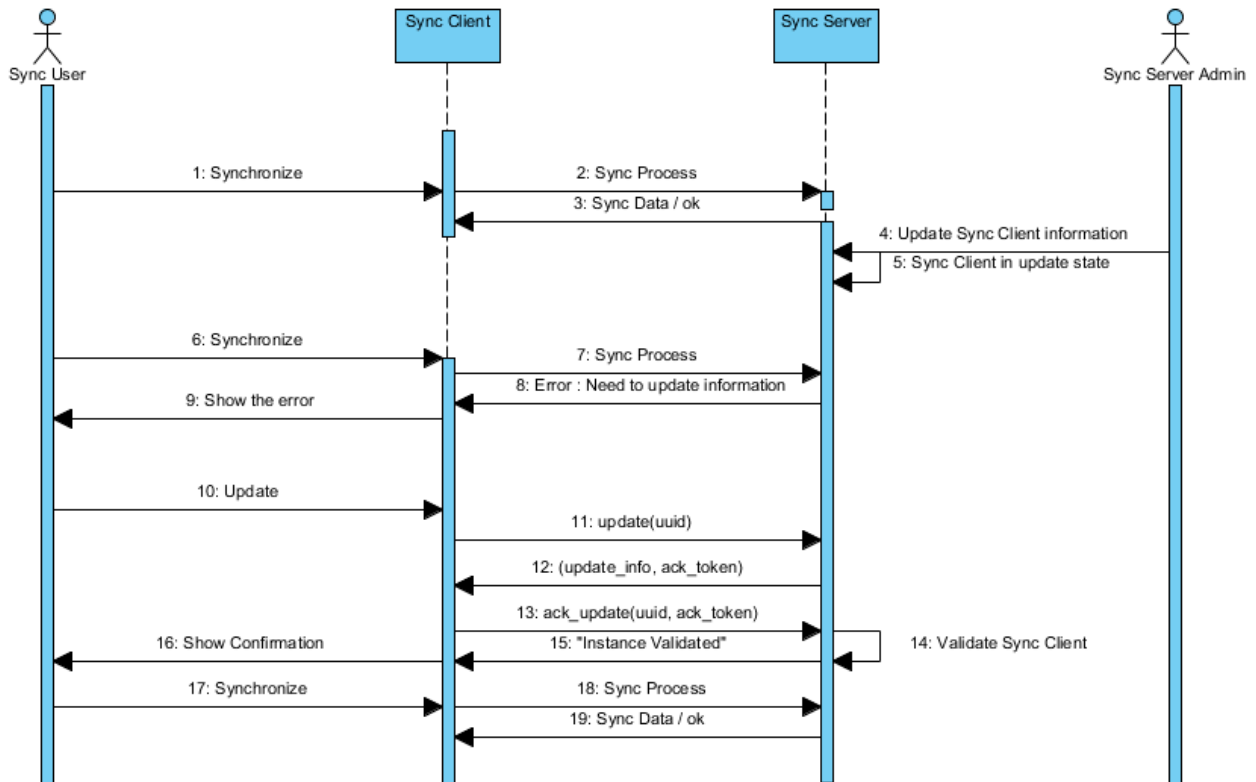 Sync Client
Sync Server
Sync User
Sync Server Admin
1: Synchronize
2: Sync Process
3: Sync Data / ok
4: Update Sync Client information
5: Sync Client in update state
6: Synchronize
7: Sync Process
8: Error : Need to update information
9: Show the error
10: Update
11: update(uuid)
12: (update_info, ack_token)
13: ack_update(uuid, ack_token)
16: Show Confirmation
15: "Instance Validated"
14: Validate Sync Client
17: Synchronize
18: Sync Process
19: Sync Data / ok